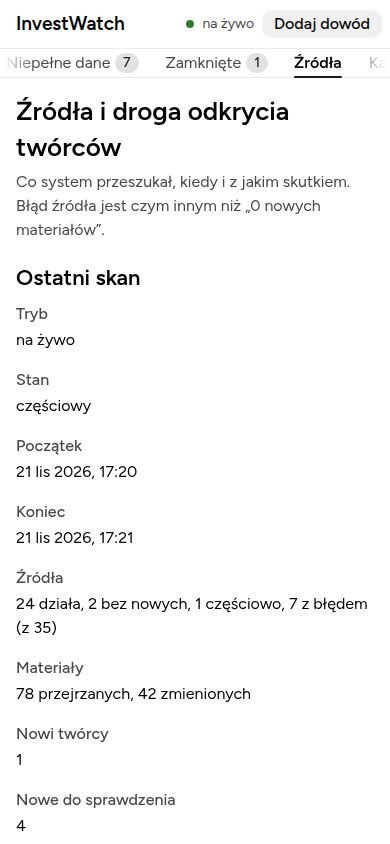 InvestWatch
na żywo
Dodaj dowód
Niepełne dane 7
Zamknięte 1
Źródła
Ka
Źródła i droga odkrycia
twórców
Co system przeszukał, kiedy i z jakim skutkiem.
Błąd źródła jest czym innym niż „0 nowych
materiałów”.
Ostatni skan
Tryb
na żywo
Stan
częściowy
Początek
21 lis 2026, 17:20
Koniec
21 lis 2026, 17:21
Źródła
24 działa, 2 bez nowych, 1 częściowo, 7 z błędem
(z 35)
Materiały
78 przejrzanych, 42 zmienionych
Nowi twórcy
1
Nowe do sprawdzenia
4